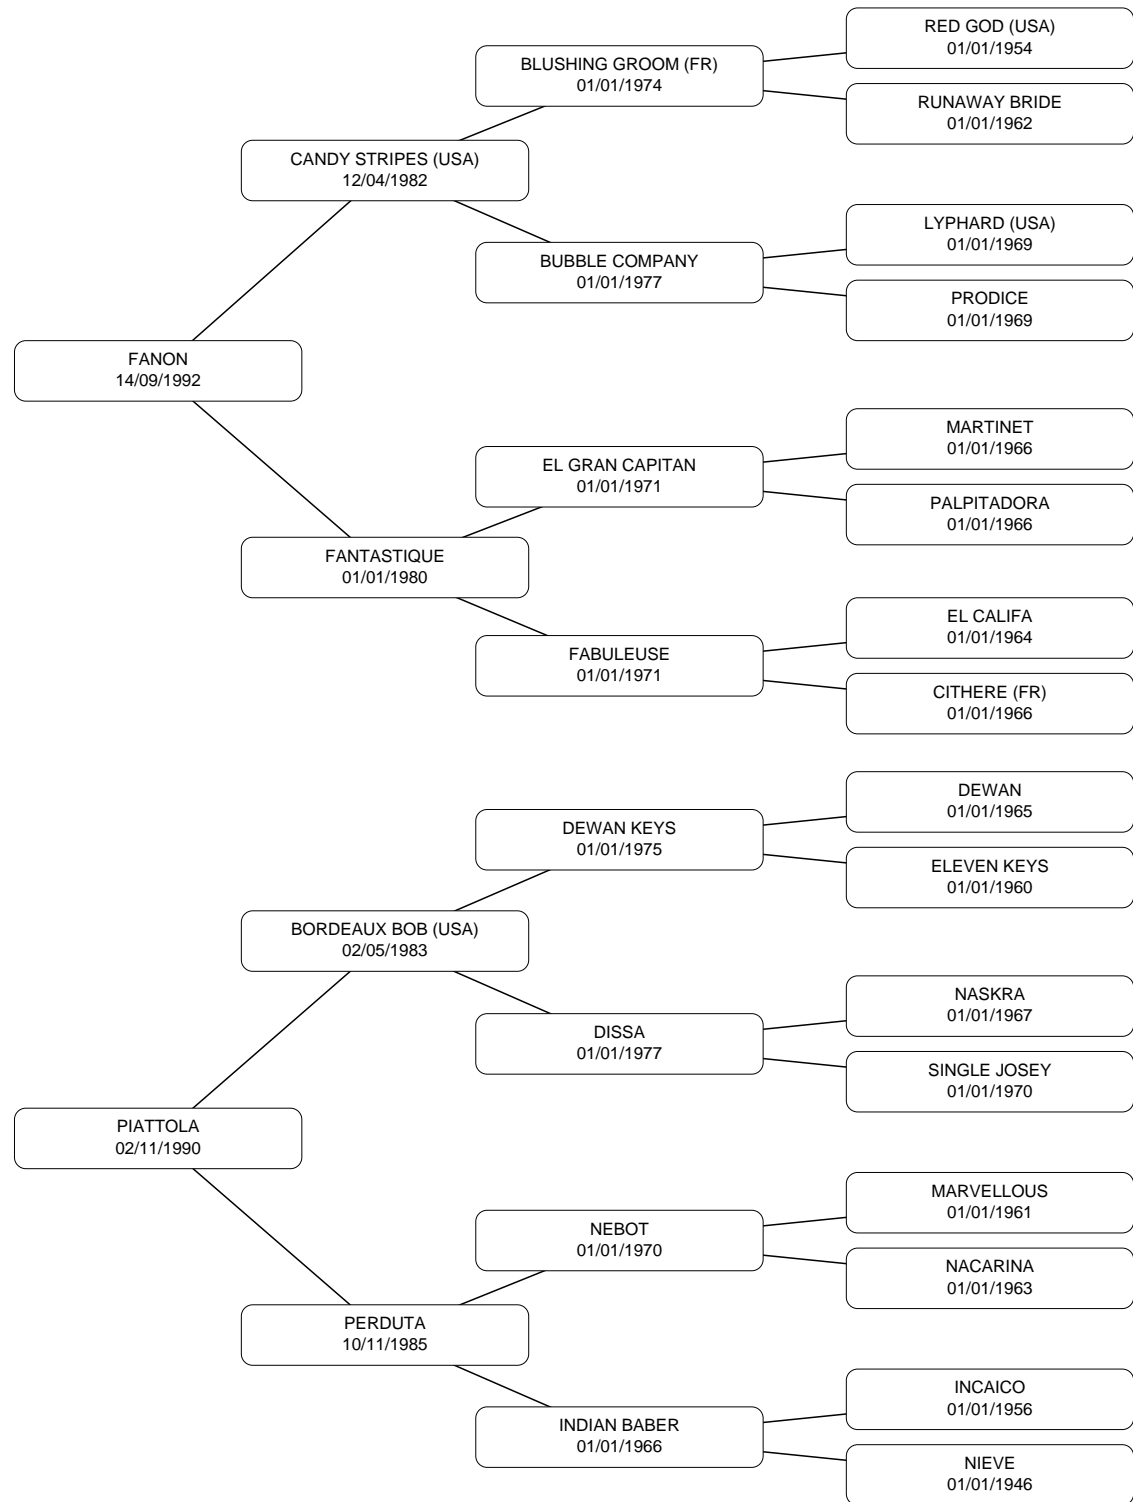 RED GOD (USA)
01/01/1954
BLUSHING GROOM (FR)
01/01/1974
RUNAWAY BRIDE
01/01/1962
CANDY STRIPES (USA)
12/04/1982
LYPHARD (USA)
01/01/1969
BUBBLE COMPANY
01/01/1977
PRODICE
01/01/1969
FANON
14/09/1992
MARTINET
01/01/1966
EL GRAN CAPITAN
01/01/1971
PALPITADORA
01/01/1966
FANTASTIQUE
01/01/1980
EL CALIFA
01/01/1964
FABULEUSE
01/01/1971
CITHERE (FR)
01/01/1966
DEWAN
01/01/1965
DEWAN KEYS
01/01/1975
ELEVEN KEYS
01/01/1960
BORDEAUX BOB (USA)
02/05/1983
NASKRA
01/01/1967
DISSA
01/01/1977
SINGLE JOSEY
01/01/1970
PIATTOLA
02/11/1990
MARVELLOUS
01/01/1961
NEBOT
01/01/1970
NACARINA
01/01/1963
PERDUTA
10/11/1985
INCAICO
01/01/1956
INDIAN BABER
01/01/1966
NIEVE
01/01/1946